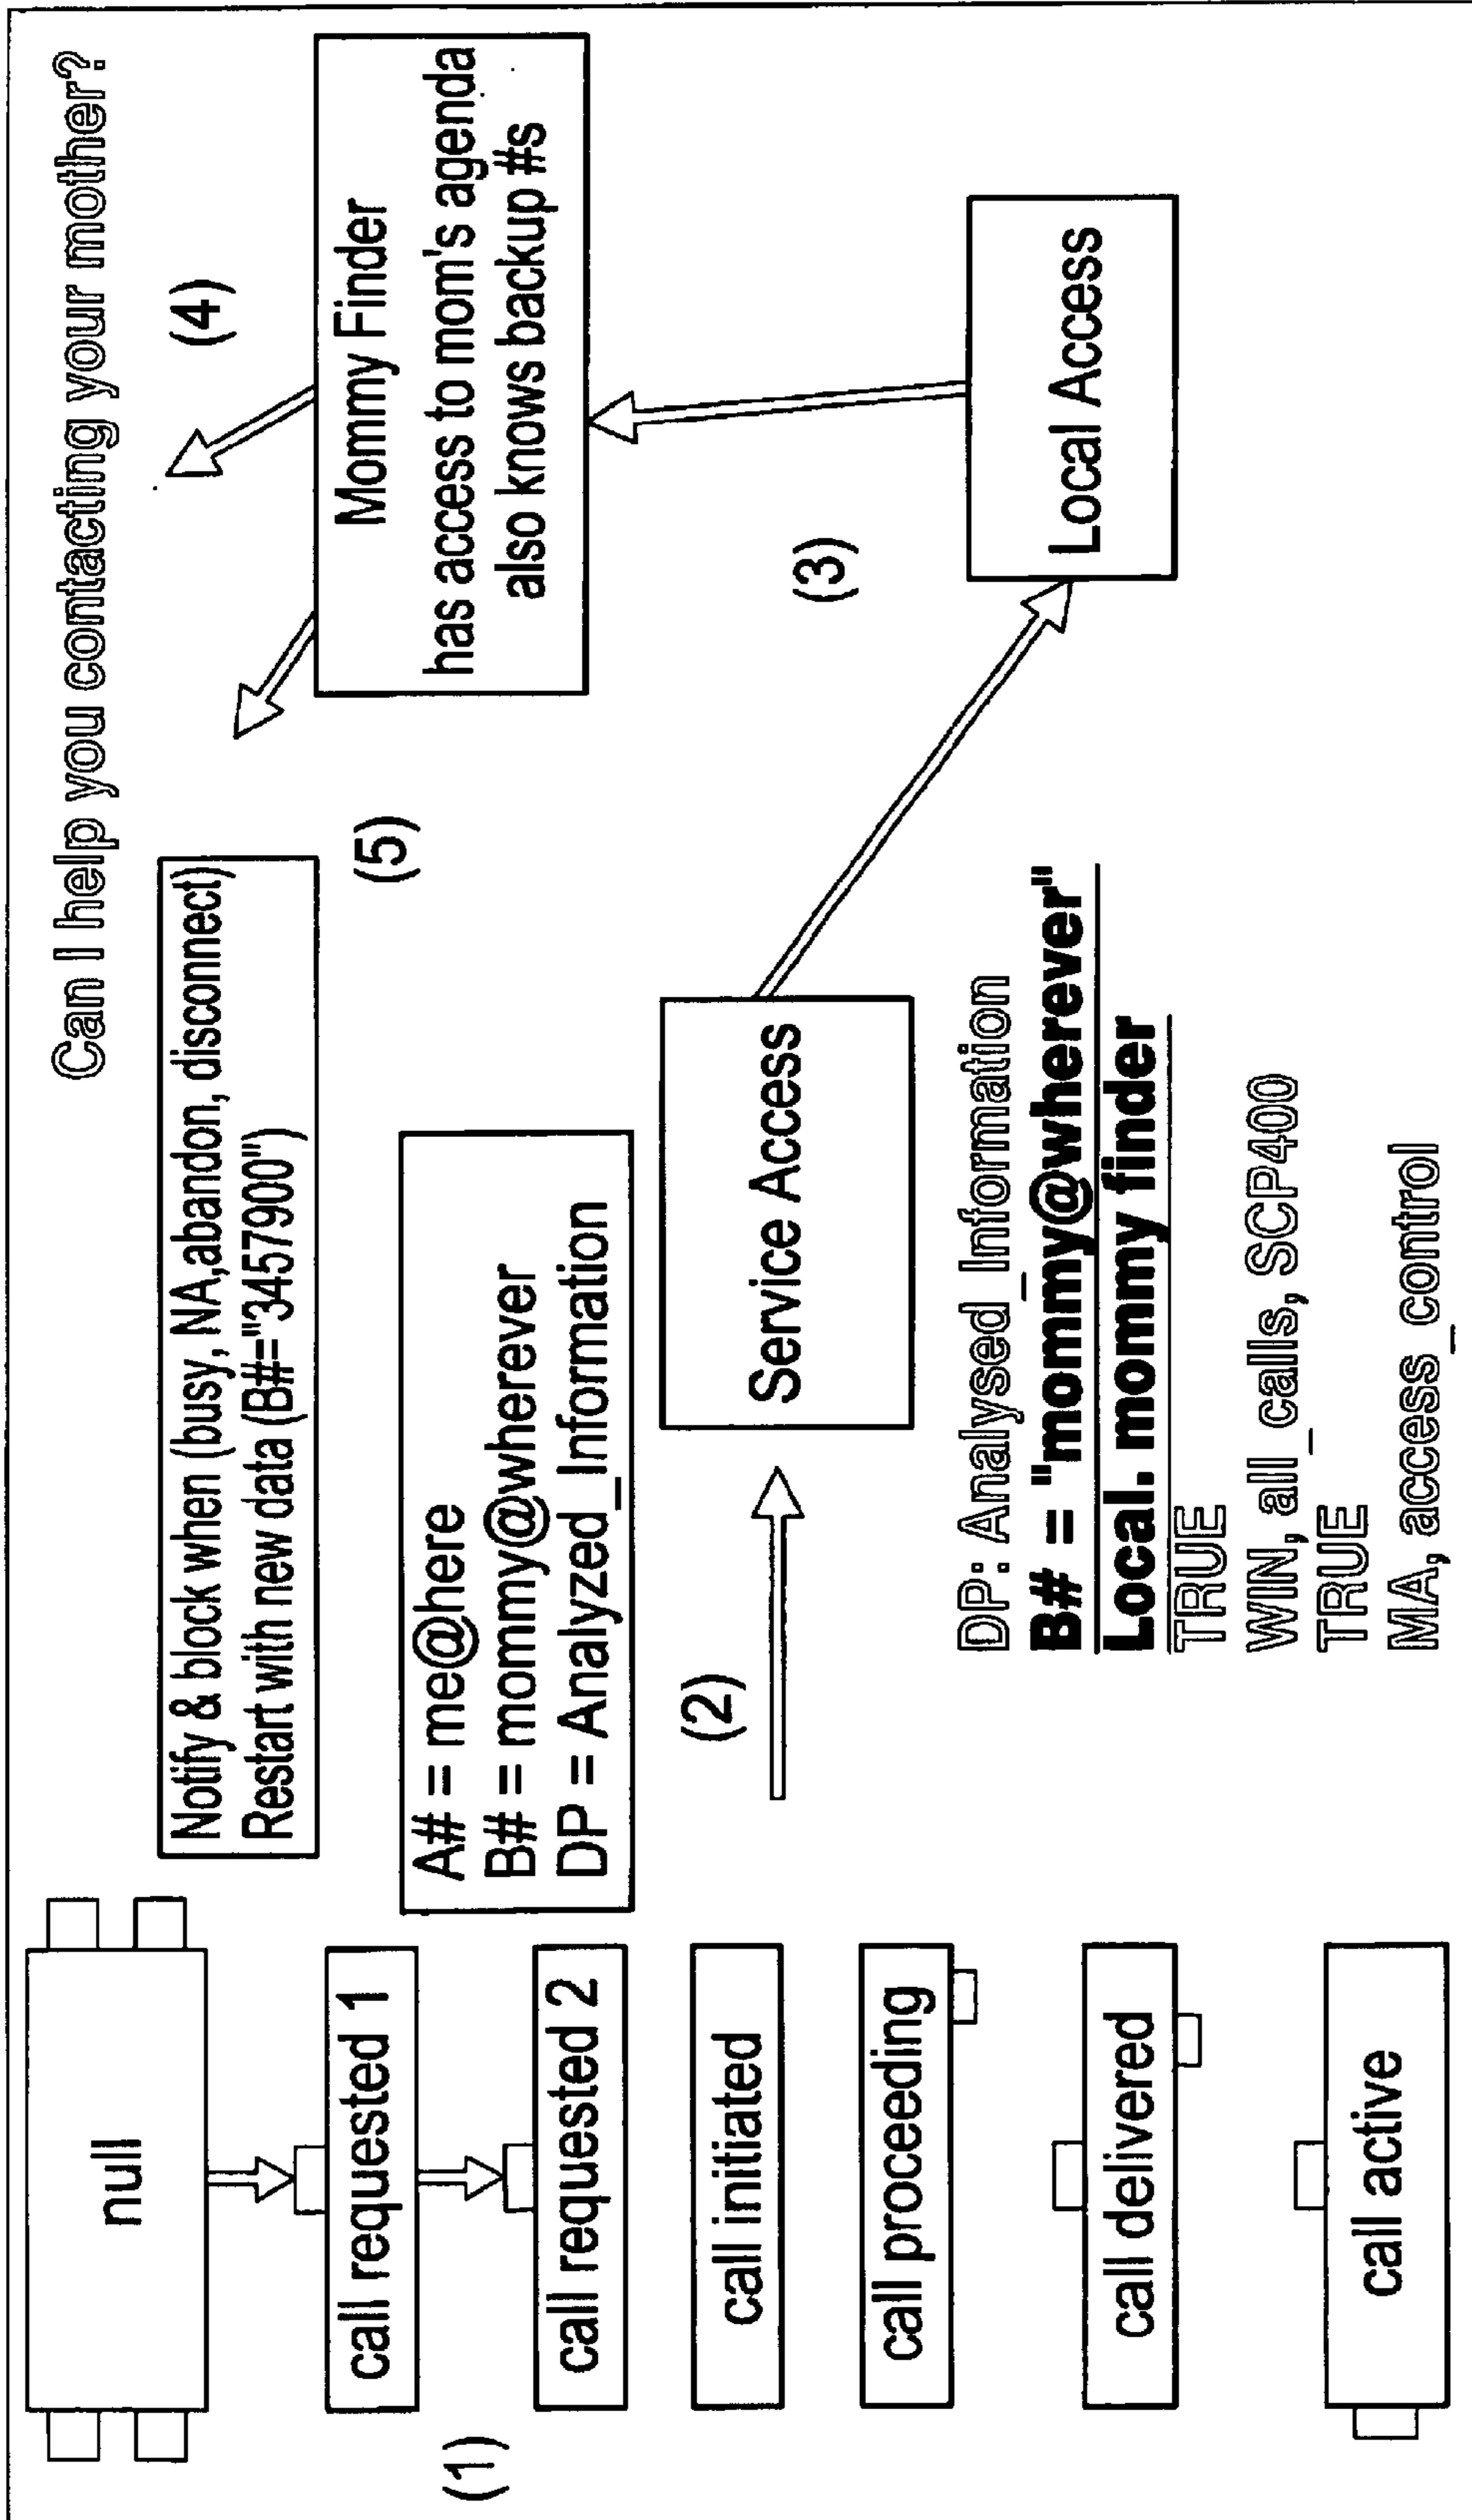 null
call requested 1
(1)
call requested 2
call initiated
call proceeding
call delivered
call active
Can I help you contacting your mother?
Notify & block when (busy, NA,abandon, disconnect)
Restart with new data (B#="3457900")
(5)
(4)
A# = me@here
B# = mommy@wherever
DP = Analyzed_Information
(2)
Service Access
Mommy Finder
has access to mom's agenda
also knows backup #s
(3)
Local Access
DP: Analysed_Information
B# = "mommy@wherever"
Local. mommy finder
TRUE
WIN, all_calls, SCP400
TRUE
MA, access_control